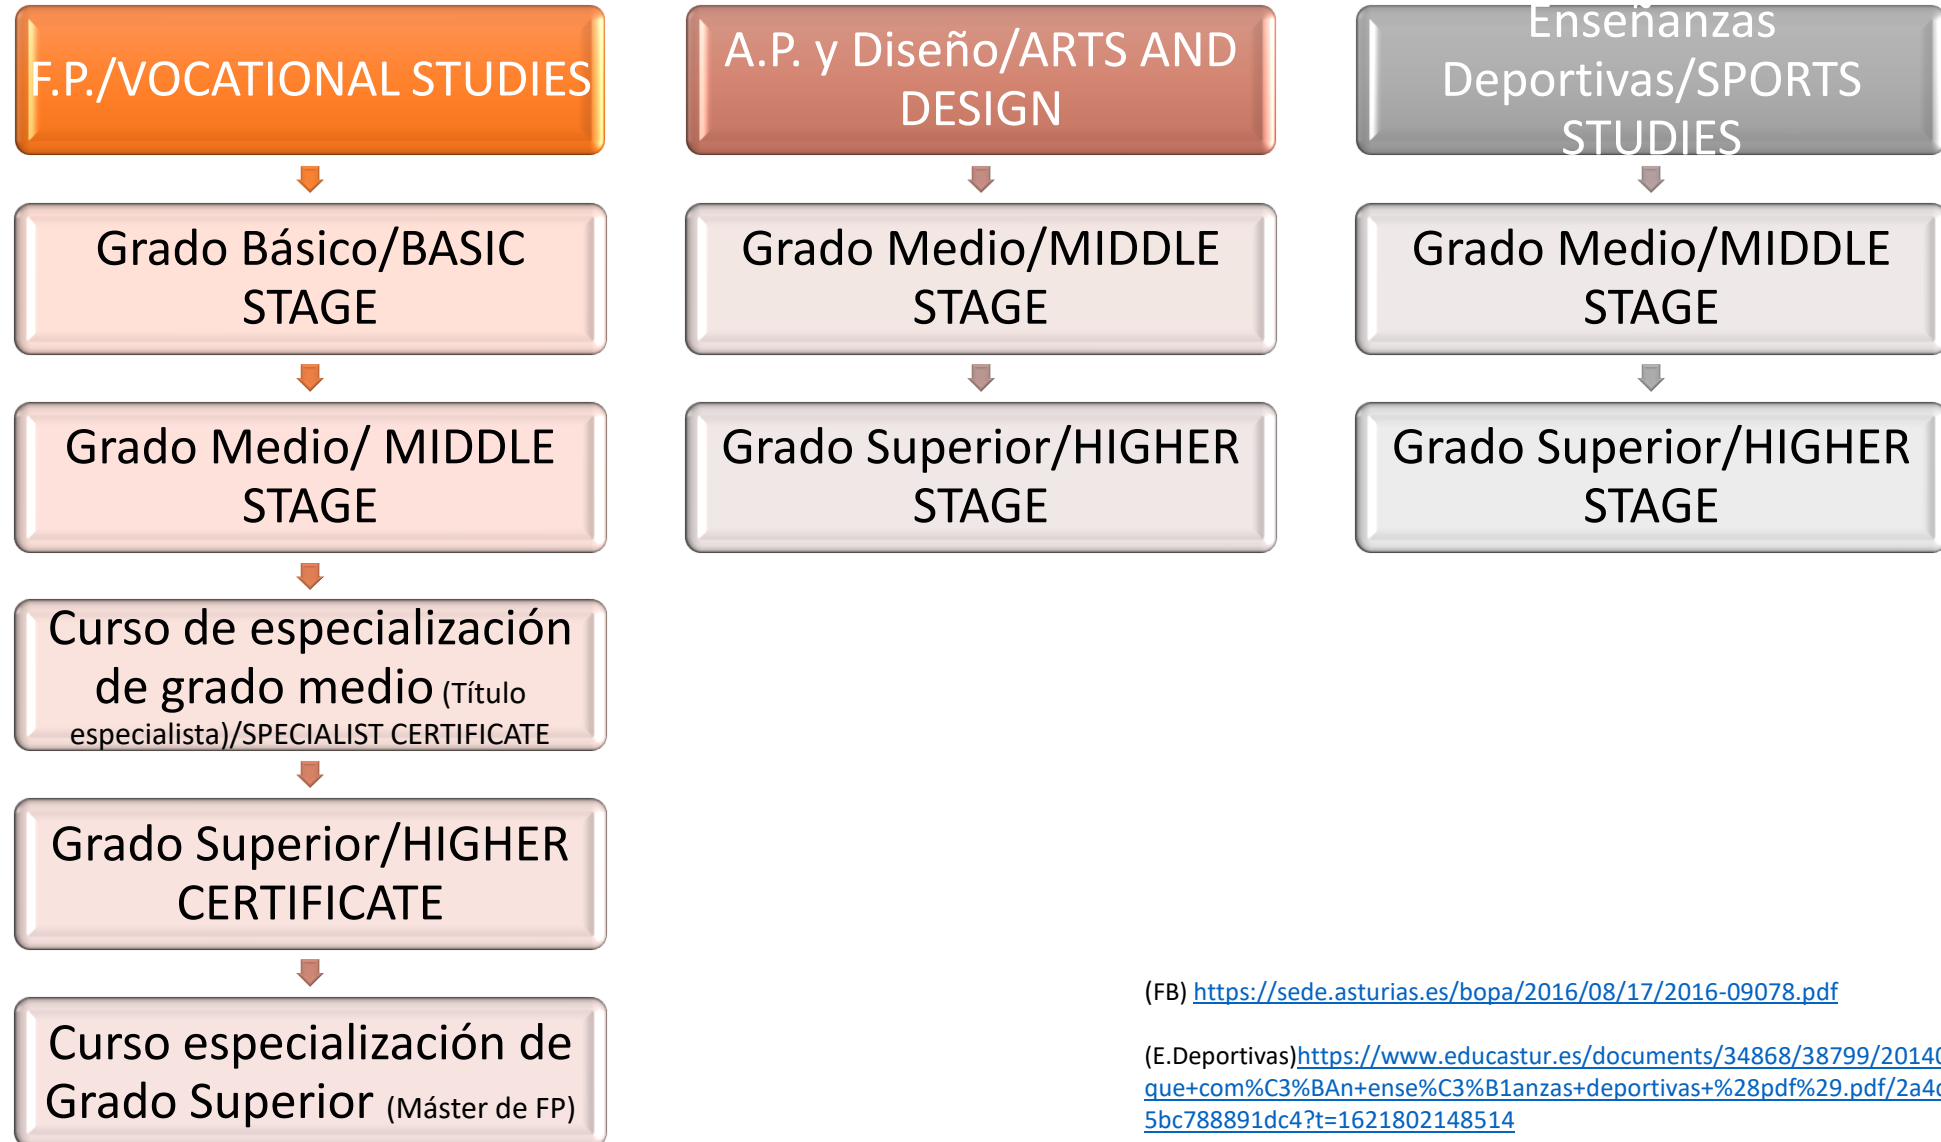 F.P./VOCATIONAL STUDIES
Grado Básico/BASIC
STAGE
Grado Medio/ MIDDLE
STAGE
Curso de especialización
de grado medio (Título
especialista)/SPECIALIST CERTIFICATE
Grado Superior/HIGHER
CERTIFICATE
Curso especialización de
Grado Superior (Máster de FP)
A.P. y Diseño/ARTS AND
DESIGN
Grado Medio/MIDDLE
STAGE
Grado Superior/HIGHER
STAGE
Enseñanzas
Deportivas/SPORTS
STUDIES
Grado Medio/MIDDLE
STAGE
Grado Superior/HIGHER
STAGE
(FB) https://sede.asturias.es/bopa/2016/08/17/2016-09078.pdf
(E.Deportivas)https://www.educastur.es/documents/34868/38799/20140
que+com%C3%BAn+ense%C3%B1anzas+deportivas+%28pdf%29.pdf/2a4d
5bc788891dc4?t=1621802148514